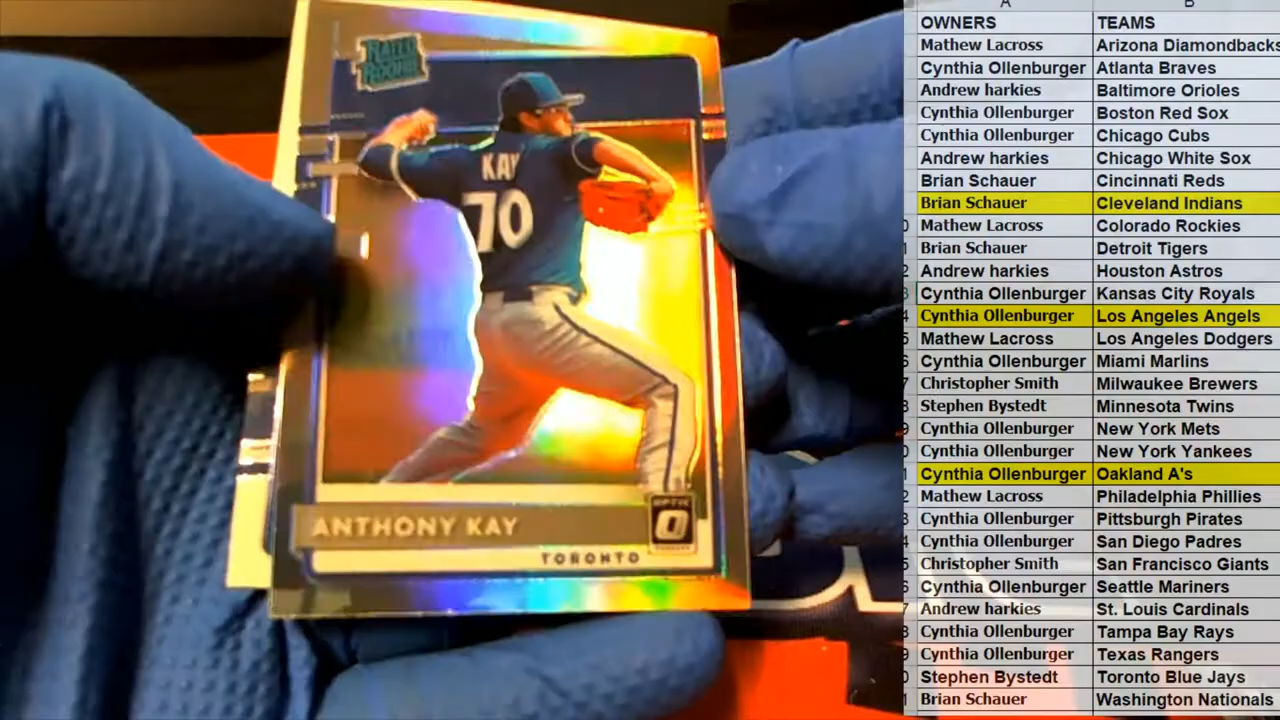 RATED
ROOKIE
KAY
70
ANTHONY KAY
OPTIC
TORONTO
A B
OWNERS TEAMS
Mathew Lacross Arizona Diamondbacks
Cynthia Ollenburger Atlanta Braves
Andrew harkies Baltimore Orioles
Cynthia Ollenburger Boston Red Sox
Cynthia Ollenburger Chicago Cubs
Andrew harkies Chicago White Sox
Brian Schauer Cincinnati Reds
Brian Schauer Cleveland Indians
Mathew Lacross Colorado Rockies
Brian Schauer Detroit Tigers
Andrew harkies Houston Astros
Cynthia Ollenburger Kansas City Royals
Cynthia Ollenburger Los Angeles Angels
Mathew Lacross Los Angeles Dodgers
Cynthia Ollenburger Miami Marlins
Christopher Smith Milwaukee Brewers
Stephen Bystedt Minnesota Twins
Cynthia Ollenburger New York Mets
Cynthia Ollenburger New York Yankees
Cynthia Ollenburger Oakland A's
Mathew Lacross Philadelphia Phillies
Cynthia Ollenburger Pittsburgh Pirates
Cynthia Ollenburger San Diego Padres
Christopher Smith San Francisco Giants
Cynthia Ollenburger Seattle Mariners
Andrew harkies St. Louis Cardinals
Cynthia Ollenburger Tampa Bay Rays
Cynthia Ollenburger Texas Rangers
Stephen Bystedt Toronto Blue Jays
Brian Schauer Washington Nationals